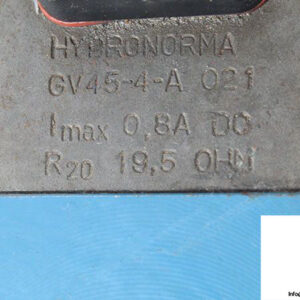 HYDRONORMA
GV45-4-A 021
Imax 0,8A DC
R20 19,5 OHM